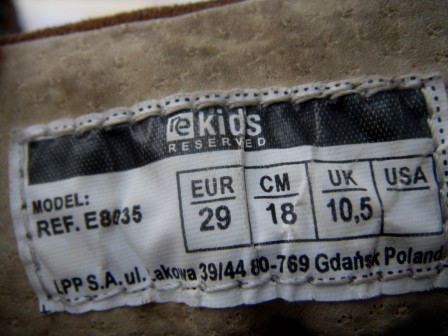 re kids
RESERVED
MODEL:
REF. E8035
EUR 29
CM 18
UK 10,5
USA
LPP S.A. ul. Łąkowa 39/44 80-769 Gdańsk Poland